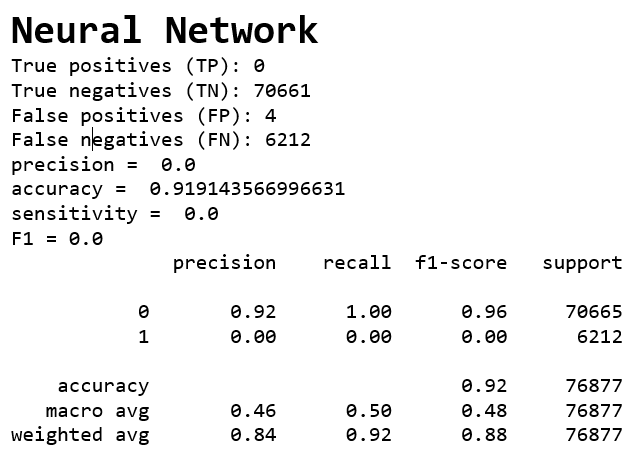 Neural Network
True positives (TP): 0
True negatives (TN): 70661
False positives (FP): 4
False negatives (FN): 6212
precision =  0.0
accuracy =  0.919143566996631
sensitivity =  0.0
F1 = 0.0
              precision    recall  f1-score   support
           0       0.92      1.00      0.96     70665
           1       0.00      0.00      0.00      6212
    accuracy                           0.92     76877
   macro avg       0.46      0.50      0.48     76877
weighted avg       0.84      0.92      0.88     76877